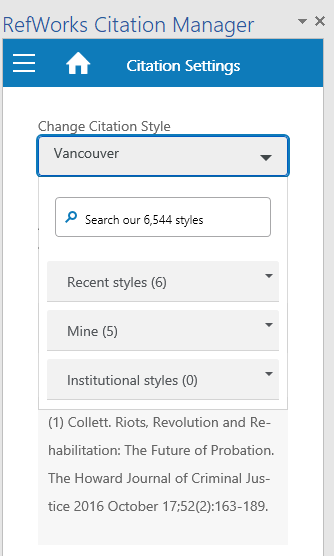 RefWorks Citation Manager
Citation Settings
Change Citation Style
Vancouver
Search our 6,544 styles
Recent styles (6)
Mine (5)
Institutional styles (0)
(1) Collett. Riots, Revolution and Re-
habilitation: The Future of Probation.
The Howard Journal of Criminal Jus-
tice 2016 October 17;52(2):163-189.